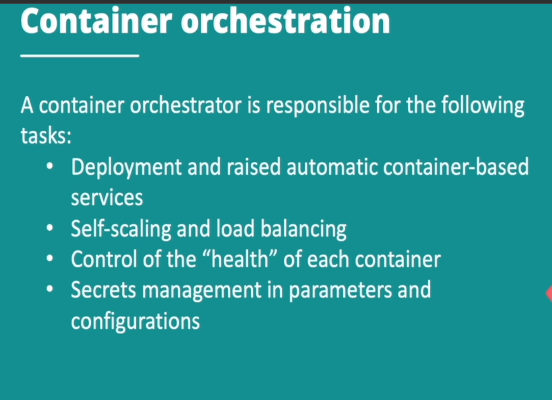 Container orchestration
A container orchestrator is responsible for the following
tasks:
• Deployment and raised automatic container-based
services
• Self-scaling and load balancing
• Control of the “health” of each container
• Secrets management in parameters and
configurations